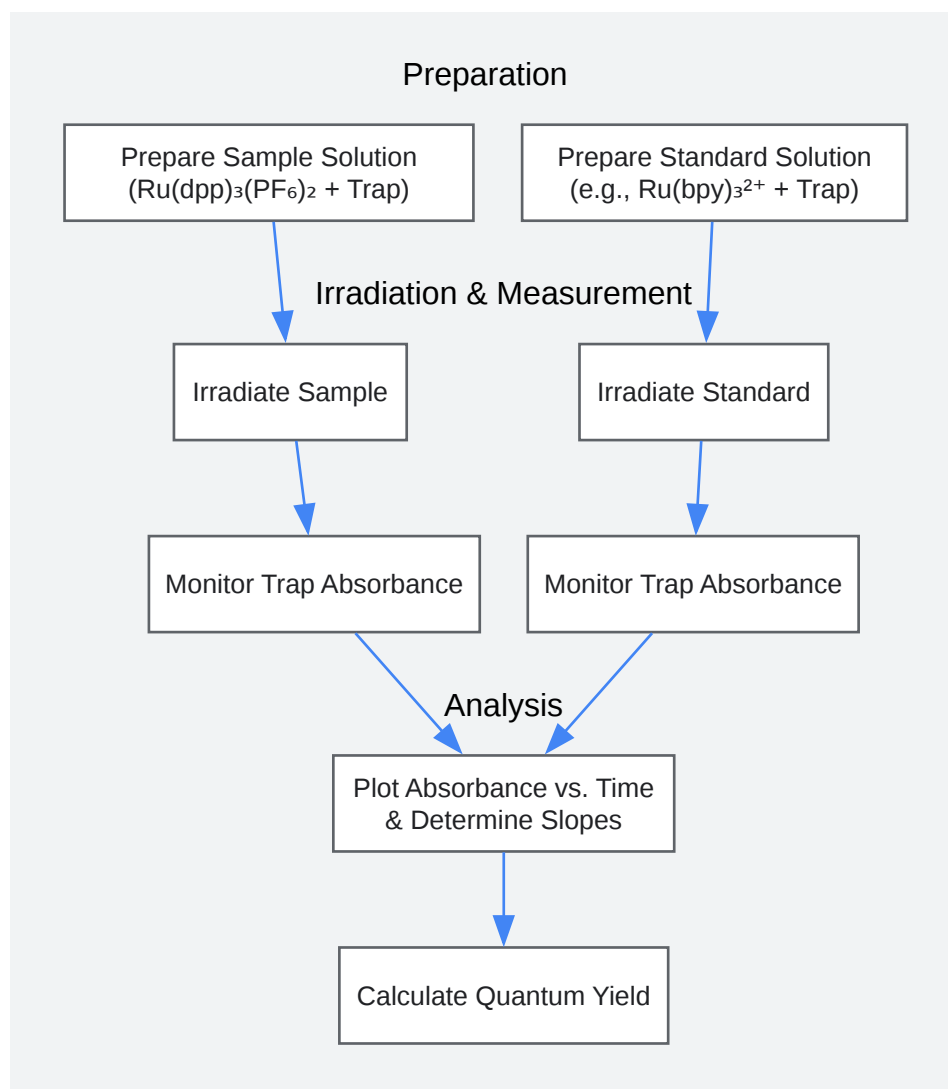 Preparation
Prepare Sample Solution
(Ru(dpp)₃(PF₆)₂ + Trap)
Prepare Standard Solution
(e.g., Ru(bpy)₃²⁺ + Trap)
Irradiation & Measurement
Irradiate Sample
Irradiate Standard
Monitor Trap Absorbance
Monitor Trap Absorbance
Analysis
Plot Absorbance vs. Time
& Determine Slopes
Calculate Quantum Yield